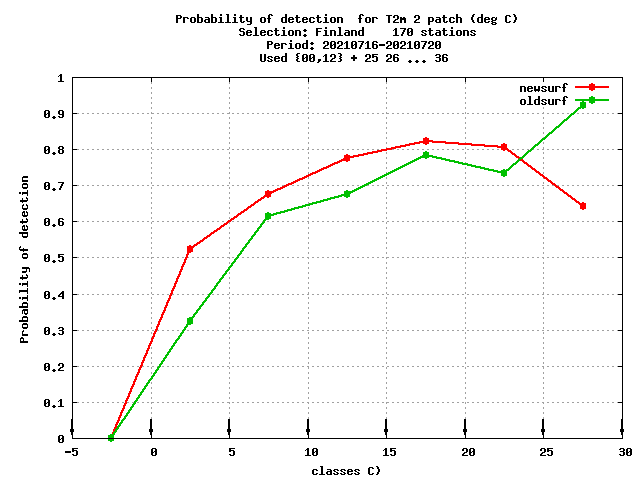 Probability of detection  for T2m 2 patch (deg C)
Selection: Finland    170 stations
Period: 20210716-20210720
Used {00,12} + 25 26 ... 36
newsurf
oldsurf
Probability of detection
1
0.9
0.8
0.7
0.6
0.5
0.4
0.3
0.2
0.1
0
-5 0 5 10 15 20 25 30
classes C)